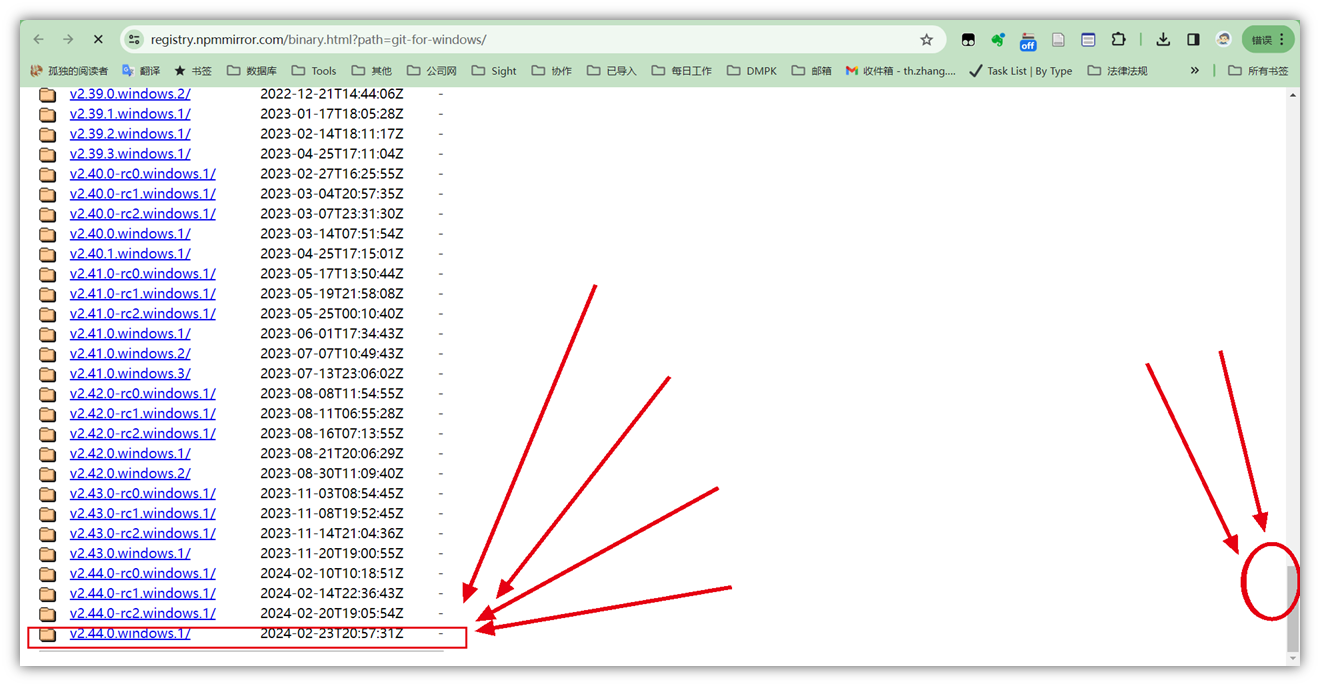 registry.npmmirror.com/binary.html?path=git-for-windows/
off
错误
孤独的阅读者 翻译 书签 数据库 Tools 其他 公司网 Sight 协作 已导入 每日工作 DMPK 邮箱 收件箱 - th.zhang.... Task List | By Type 法律法规 » 所有书签
v2.39.0.windows.2/ 2022-12-21T14:44:06Z -
v2.39.1.windows.1/ 2023-01-17T18:05:28Z -
v2.39.2.windows.1/ 2023-02-14T18:11:17Z -
v2.39.3.windows.1/ 2023-04-25T17:11:04Z -
v2.40.0-rc0.windows.1/ 2023-02-27T16:25:55Z -
v2.40.0-rc1.windows.1/ 2023-03-04T20:57:35Z -
v2.40.0-rc2.windows.1/ 2023-03-07T23:31:30Z -
v2.40.0.windows.1/ 2023-03-14T07:51:54Z -
v2.40.1.windows.1/ 2023-04-25T17:15:01Z -
v2.41.0-rc0.windows.1/ 2023-05-17T13:50:44Z -
v2.41.0-rc1.windows.1/ 2023-05-19T21:58:08Z -
v2.41.0-rc2.windows.1/ 2023-05-25T00:10:40Z -
v2.41.0.windows.1/ 2023-06-01T17:34:43Z -
v2.41.0.windows.2/ 2023-07-07T10:49:43Z -
v2.41.0.windows.3/ 2023-07-13T23:06:02Z -
v2.42.0-rc0.windows.1/ 2023-08-08T11:54:55Z -
v2.42.0-rc1.windows.1/ 2023-08-11T06:55:28Z -
v2.42.0-rc2.windows.1/ 2023-08-16T07:13:55Z -
v2.42.0.windows.1/ 2023-08-21T20:06:29Z -
v2.42.0.windows.2/ 2023-08-30T11:09:40Z -
v2.43.0-rc0.windows.1/ 2023-11-03T08:54:45Z -
v2.43.0-rc1.windows.1/ 2023-11-08T19:52:45Z -
v2.43.0-rc2.windows.1/ 2023-11-14T21:04:36Z -
v2.43.0.windows.1/ 2023-11-20T19:00:55Z -
v2.44.0-rc0.windows.1/ 2024-02-10T10:18:51Z -
v2.44.0-rc1.windows.1/ 2024-02-14T22:36:43Z -
v2.44.0-rc2.windows.1/ 2024-02-20T19:05:54Z -
v2.44.0.windows.1/ 2024-02-23T20:57:31Z -